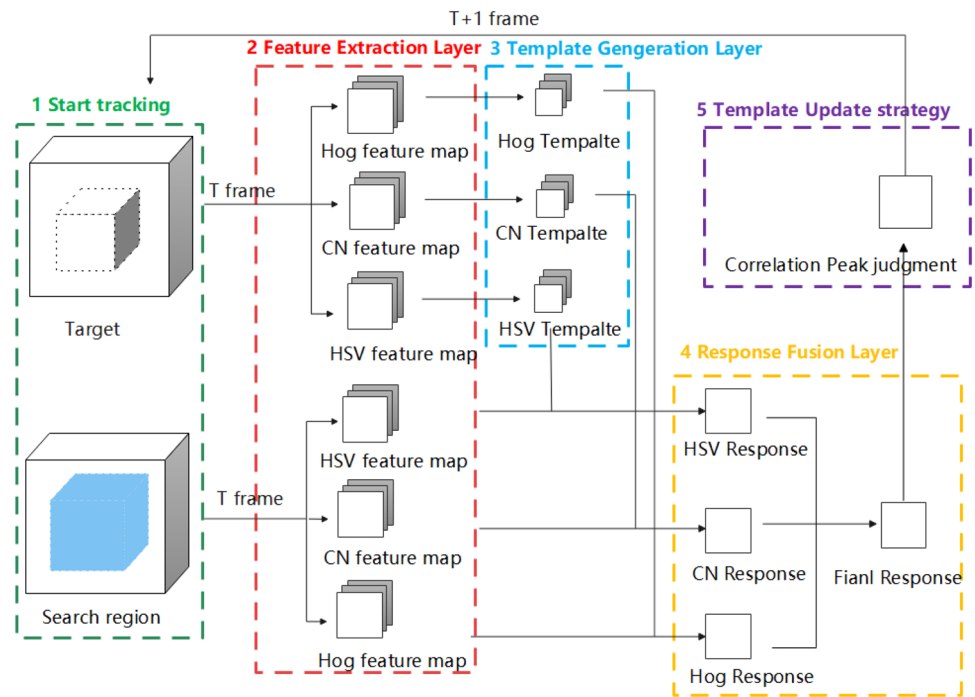 T+1 frame
2 Feature Extraction Layer
3 Template Gengeration Layer
1 Start tracking
5 Template Update strategy
Hog feature map
Hog Tempalte
T frame
CN feature map
CN Tempalte
Correlation Peak judgment
Target
HSV feature map
HSV Tempalte
4 Response Fusion Layer
HSV feature map
HSV Response
T frame
CN feature map
CN Response
Fianl Response
Search region
Hog feature map
Hog Response